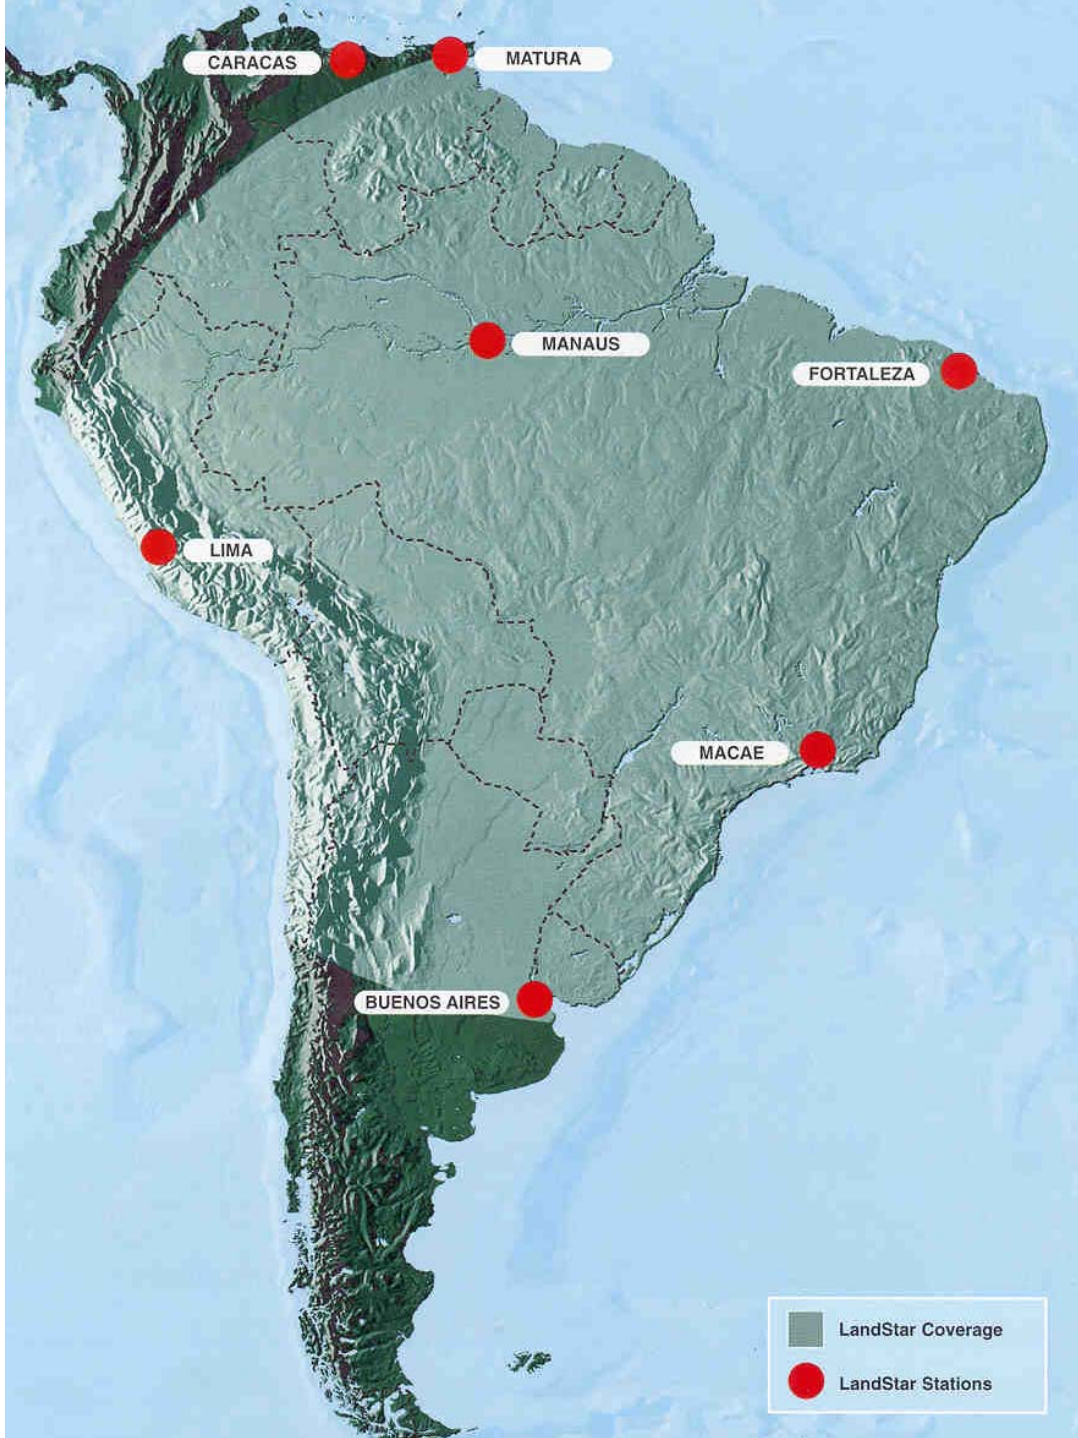 CARACAS
MATURA
MANAUS
FORTALEZA
LIMA
MACAE
BUENOS AIRES
LandStar Coverage
LandStar Stations